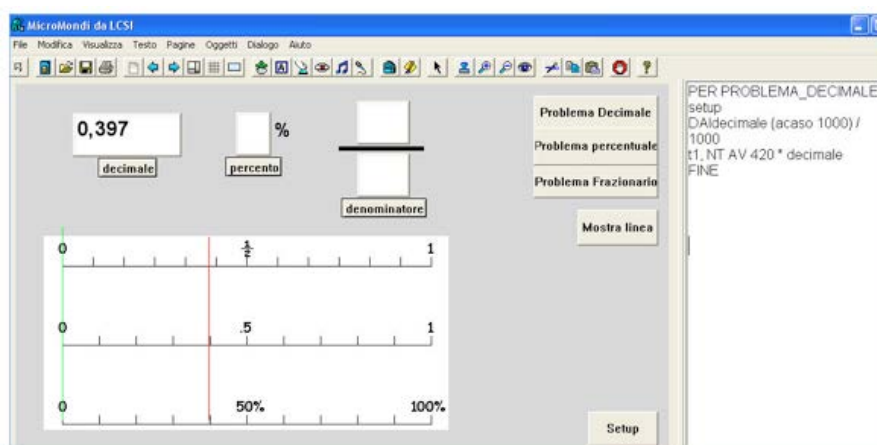 MicroMondi da LCSI
File Modifica Visualizza Testo Pagine Oggetti Dialogo Aiuto
0,397
%
decimale
percento
denominatore
Problema Decimale
Problema percentuale
Problema Frazionario
Mostra linea
0 1/2 1
0 .5 1
0 50% 100%
Setup
PER PROBLEMA_DECIMALE
setup
DAIdecimale (acaso 1000) /
1000
t1, NT AV 420 * decimale
FINE